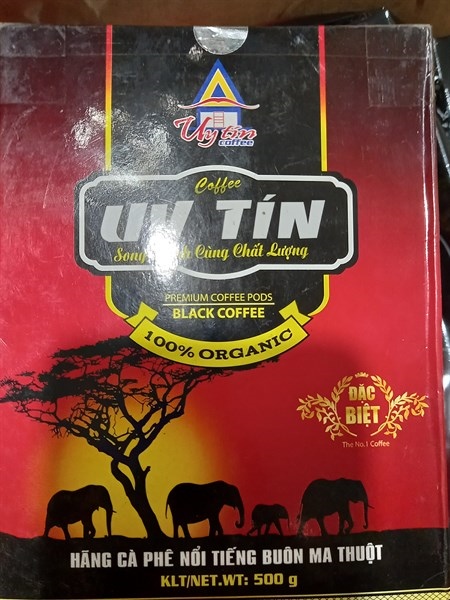 Uy tín
coffee
Coffee
UY TÍN
Song Cùng Chất Lượng
PREMIUM COFFEE PODS
BLACK COFFEE
100% ORGANIC
ĐẶC
BIỆT
The No.1 Coffee
HÃNG CÀ PHÊ NỔI TIẾNG BUÔN MA THUỘT
KLT/NET.WT: 500 g